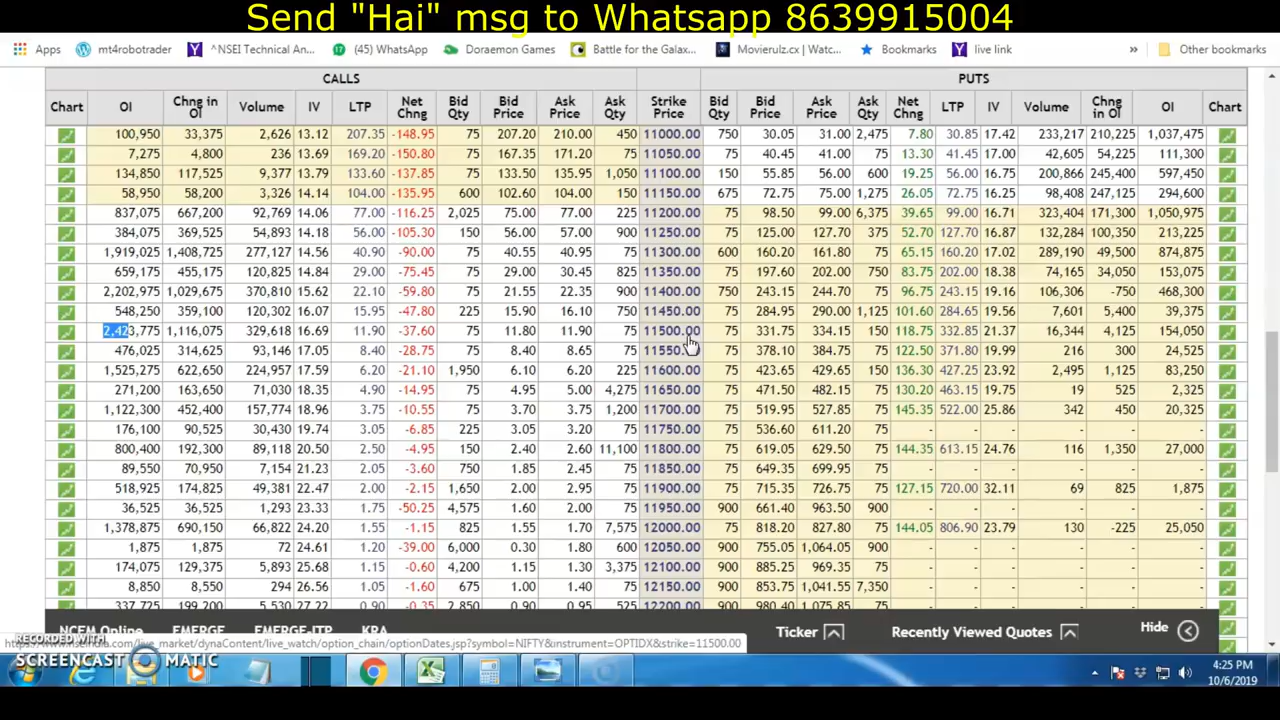 Send "Hai" msg to Whatsapp 8639915004
Apps mt4robotrader ^NSEI Technical An... (45) WhatsApp Doraemon Games Battle for the Galax... Movierulz.cx | Watc... Bookmarks live link » Other bookmarks
CALLS PUTS
Chart OI Chng in OI Volume IV LTP Net Chng Bid Qty Bid Price Ask Price Ask Qty Strike Price Bid Qty Bid Price Ask Price Ask Qty Net Chng LTP IV Volume Chng in OI OI Chart
100,950 33,375 2,626 13.12 207.35 -148.95 75 207.20 210.00 450 11000.00 750 30.05 31.00 2,475 7.80 30.85 17.42 233,217 210,225 1,037,475
7,275 4,800 236 13.69 169.20 -150.80 75 167.35 171.20 75 11050.00 75 40.45 41.00 75 13.30 41.45 17.00 42,605 54,225 111,300
134,850 117,525 9,377 13.79 133.60 -137.85 75 133.50 135.95 1,050 11100.00 150 55.85 56.00 600 19.25 56.00 16.75 200,866 245,400 597,450
58,950 58,200 3,326 14.14 104.00 -135.95 600 102.60 104.00 150 11150.00 675 72.75 75.00 1,275 26.05 72.75 16.25 98,408 247,125 294,600
837,075 667,200 92,769 14.06 77.00 -116.25 2,025 75.00 77.00 225 11200.00 75 98.50 99.00 6,375 39.65 99.00 16.71 323,404 171,300 1,050,975
384,075 369,525 54,893 14.18 56.00 -105.30 150 56.00 57.00 900 11250.00 75 125.00 127.70 375 52.70 127.70 16.87 132,284 100,350 213,225
1,919,025 1,408,725 277,127 14.56 40.90 -90.00 75 40.55 40.95 75 11300.00 600 160.20 161.80 75 65.15 160.20 17.02 289,190 49,500 874,875
659,175 455,175 120,825 14.84 29.00 -75.45 75 29.00 30.45 825 11350.00 75 197.60 202.00 750 83.75 202.00 18.38 74,165 34,050 153,075
2,202,975 1,029,675 370,810 15.62 22.10 -59.80 75 21.55 22.35 900 11400.00 750 243.15 244.70 75 96.75 243.15 19.16 106,306 -750 468,300
548,250 359,100 120,302 16.07 15.95 -47.80 225 15.90 16.10 750 11450.00 75 284.95 290.00 1,125 101.60 284.65 19.56 7,601 5,400 39,375
2,423,775 1,116,075 329,618 16.69 11.90 -37.60 75 11.80 11.90 75 11500.00 75 331.75 334.15 150 118.75 332.85 21.37 16,344 4,125 154,050
476,025 314,625 93,146 17.05 8.40 -28.75 75 8.40 8.65 75 11550.00 75 378.10 384.75 75 122.50 371.80 19.99 216 300 24,525
1,525,275 622,650 224,957 17.59 6.20 -21.10 1,950 6.10 6.20 225 11600.00 75 423.65 429.65 75 136.30 427.25 23.92 2,495 1,125 83,250
271,200 163,650 71,030 18.35 4.90 -14.95 75 4.95 5.00 4,275 11650.00 75 471.50 482.15 75 130.20 463.15 19.75 19 525 2,325
1,122,300 452,400 157,774 18.96 3.75 -10.55 75 3.70 3.75 1,200 11700.00 75 519.95 527.85 75 145.35 522.00 25.86 342 450 20,325
176,100 90,525 30,430 19.74 3.05 -6.85 225 3.05 3.20 75 11750.00 75 536.60 611.20 75 - - - - - -
800,400 192,300 89,118 20.50 2.50 -4.95 150 2.40 2.60 11,100 11800.00 75 619.05 629.50 75 144.35 613.15 24.76 116 1,350 27,000
89,550 70,950 7,154 21.23 2.05 -3.60 750 1.85 2.45 75 11850.00 75 649.35 699.95 75 - - - - - -
518,925 174,825 49,381 22.47 2.00 -2.15 1,650 2.00 2.95 75 11900.00 75 715.35 726.75 75 127.15 720.00 32.11 69 825 1,875
36,525 36,525 1,293 23.33 1.75 -50.25 4,575 1.60 2.00 75 11950.00 900 661.40 963.50 900 - - - - - -
1,378,875 690,150 66,822 24.20 1.55 -1.15 825 1.55 1.70 7,575 12000.00 75 818.20 827.80 75 144.05 806.90 23.79 130 -225 25,050
1,875 1,875 72 24.61 1.20 -39.00 6,000 0.30 1.80 600 12050.00 900 755.05 1,064.05 900 - - - - - -
174,075 129,375 5,893 25.68 1.15 -0.60 4,200 1.15 1.30 3,375 12100.00 900 885.25 969.35 75 - - - - - -
8,850 8,550 294 26.56 1.05 -1.60 675 1.00 1.40 75 12150.00 900 853.75 1,041.55 7,350 - - - - - -
337,725 199,200 5,530 27.22 0.90 -0.35 2,850 0.90 0.95 525 12200.00 900 980.40 1,075.85 75
NCFM Online EMERGE EMERGE-ITP KRA Ticker Recently Viewed Quotes Hide
/live_market/dynaContent/live_watch/option_chain/optionDates.jsp?symbol=NIFTY&instrument=OPTIDX&strike=11500.00
RECORDED WITH
SCREENCAST MATIC
4:25 PM
10/6/2019